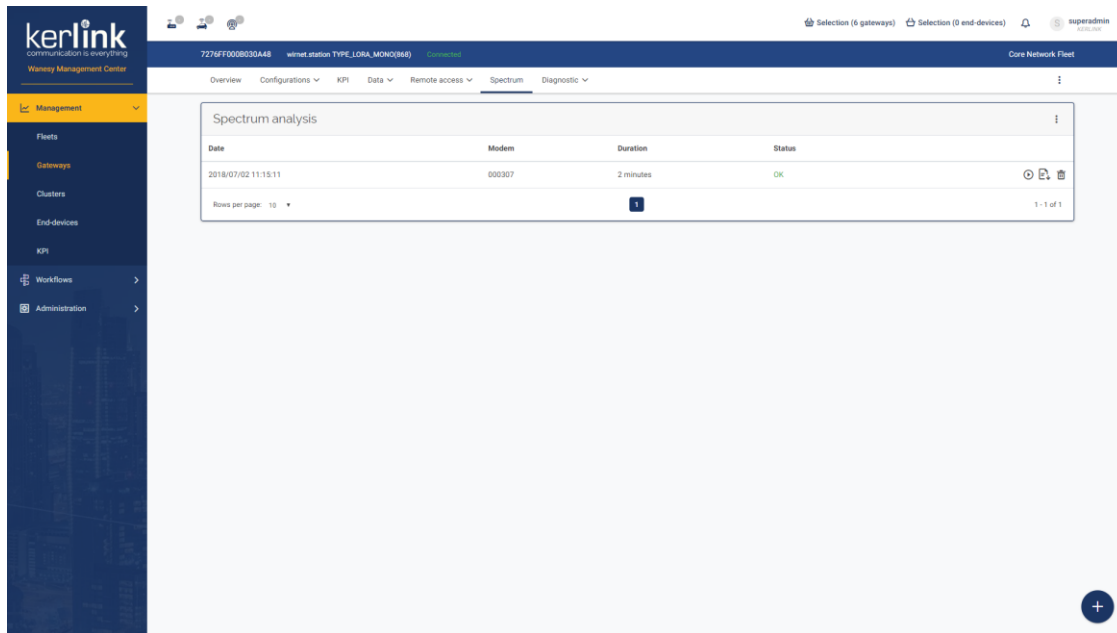 kerlink
communication is everything
Wanesy Management Center
Management
Fleets
Gateways
Clusters
End-devices
KPI
Workflows
Administration
Selection (6 gateways) Selection (0 end-devices) S superadmin
KERLINK
7276FF000B030A48 wirnet.station TYPE_LORA_MONO(868) Connected Core Network Fleet
Overview Configurations KPI Data Remote access Spectrum Diagnostic
Spectrum analysis
Date Modem Duration Status
2018/07/02 11:15:11 000307 2 minutes OK
Rows per page: 10 1 1 - 1 of 1